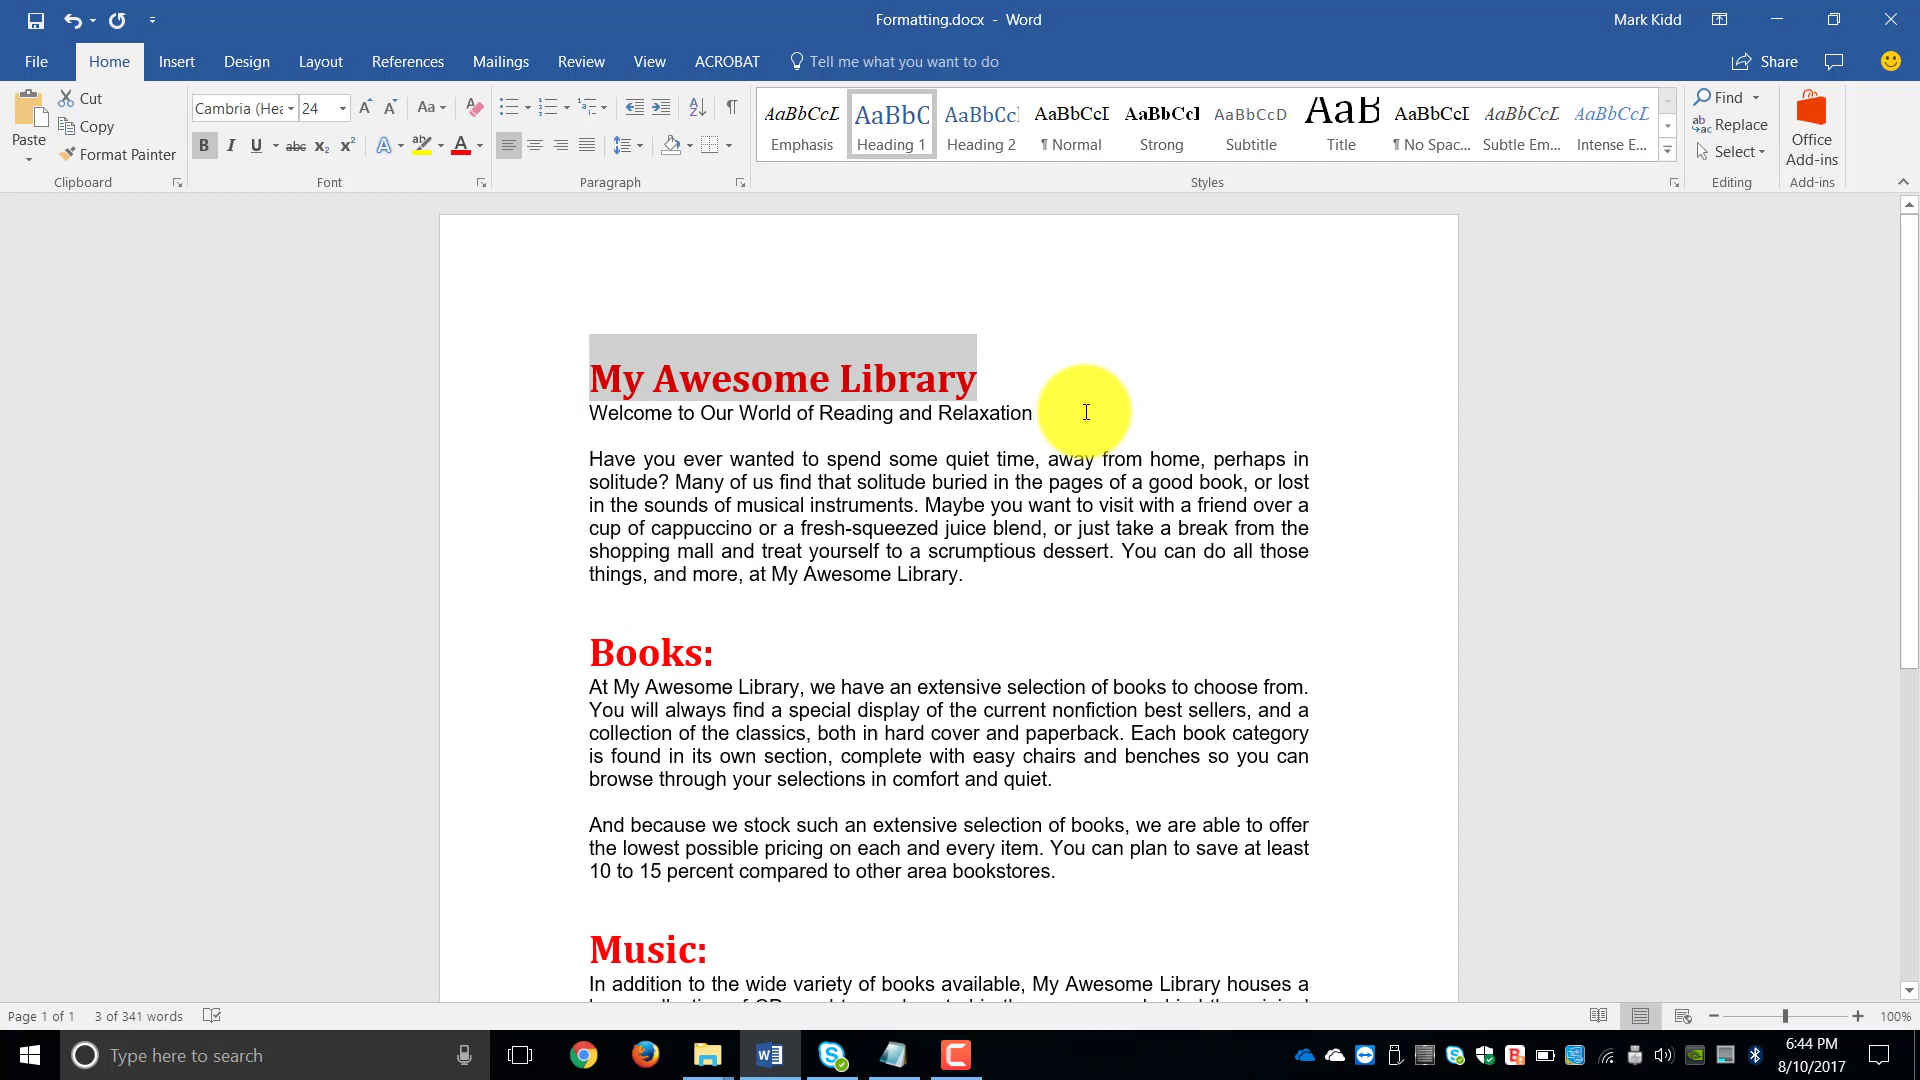 Formatting.docx - Word
Mark Kidd
File Home Insert Design Layout References Mailings Review View ACROBAT Tell me what you want to do
Share
Paste
Cut
Copy
Format Painter
Clipboard
Cambria (Hea 24
Aa
B I U abc X₂ X²
Font
Paragraph
AaBbCcL AaBbC AaBbCcI AaBbCcI AaBbCcI AaBbCcD AaB AaBbCcI AaBbCcL AaBbCcL
Emphasis Heading 1 Heading 2 ¶ Normal Strong Subtitle Title ¶ No Spac... Subtle Em... Intense E...
Styles
Find
Replace
Select
Editing
Office
Add-ins
Add-ins
My Awesome Library
Welcome to Our World of Reading and Relaxation
Have you ever wanted to spend some quiet time, away from home, perhaps in
solitude? Many of us find that solitude buried in the pages of a good book, or lost
in the sounds of musical instruments. Maybe you want to visit with a friend over a
cup of cappuccino or a fresh-squeezed juice blend, or just take a break from the
shopping mall and treat yourself to a scrumptious dessert. You can do all those
things, and more, at My Awesome Library.
Books:
At My Awesome Library, we have an extensive selection of books to choose from.
You will always find a special display of the current nonfiction best sellers, and a
collection of the classics, both in hard cover and paperback. Each book category
is found in its own section, complete with easy chairs and benches so you can
browse through your selections in comfort and quiet.
And because we stock such an extensive selection of books, we are able to offer
the lowest possible pricing on each and every item. You can plan to save at least
10 to 15 percent compared to other area bookstores.
Music:
In addition to the wide variety of books available, My Awesome Library houses a
Page 1 of 1 3 of 341 words
100%
Type here to search
6:44 PM
8/10/2017